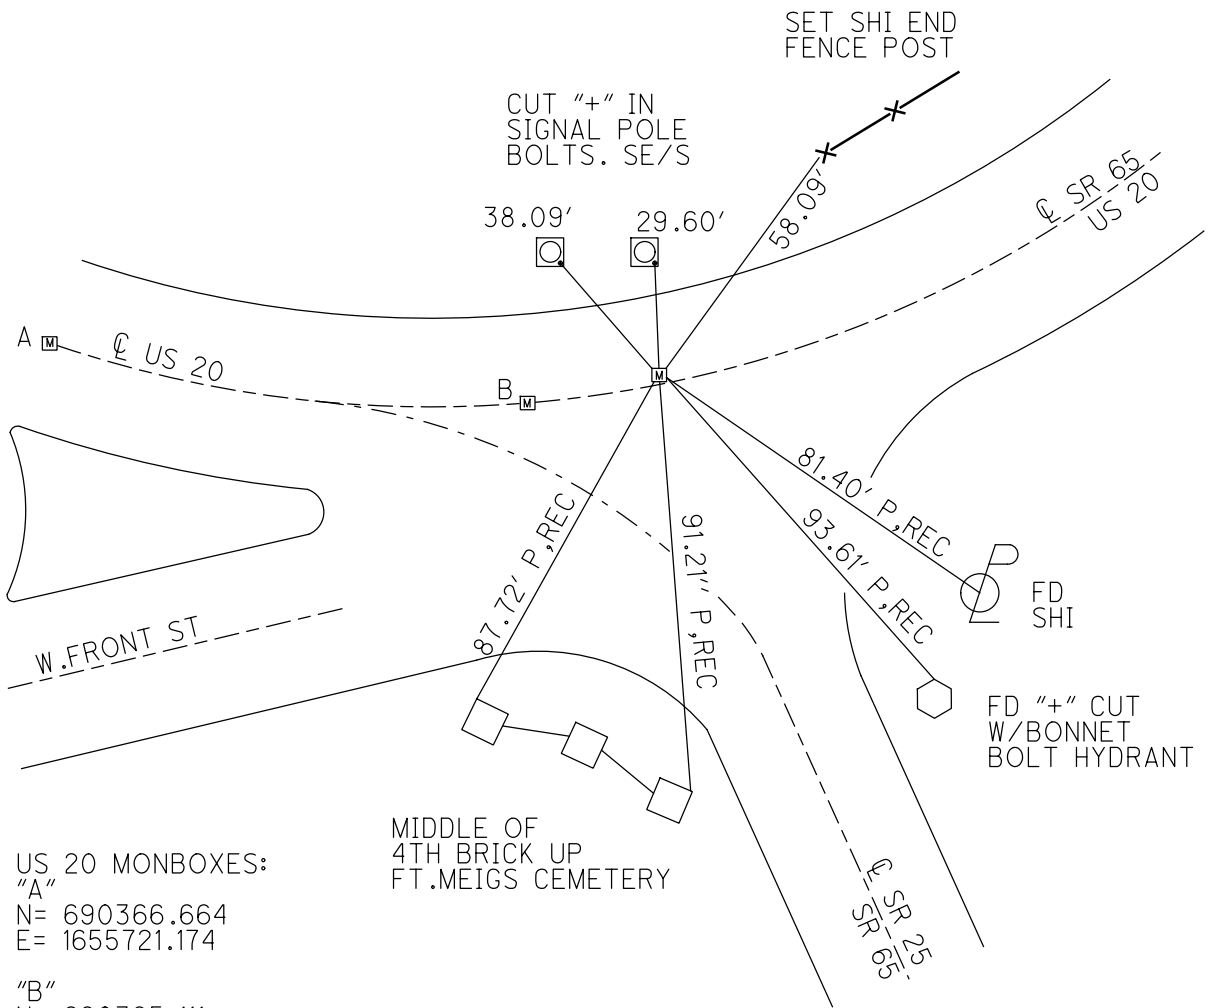 SET SHI END
FENCE POST
CUT "+" IN
SIGNAL POLE
BOLTS. SE/S
38.09'
29.60'
58.09'
℄ SR 65
US 20
A M
℄ US 20
B M
M
81.40' P,REC
93.61' P,REC
87.72' P,REC
91.21'' P,REC
FD
SHI
W.FRONT ST
FD "+" CUT
W/BONNET
BOLT HYDRANT
MIDDLE OF
4TH BRICK UP
FT.MEIGS CEMETERY
℄ SR 25
SR 65
US 20 MONBOXES:
"A"
N= 690366.664
E= 1655721.174
"B"